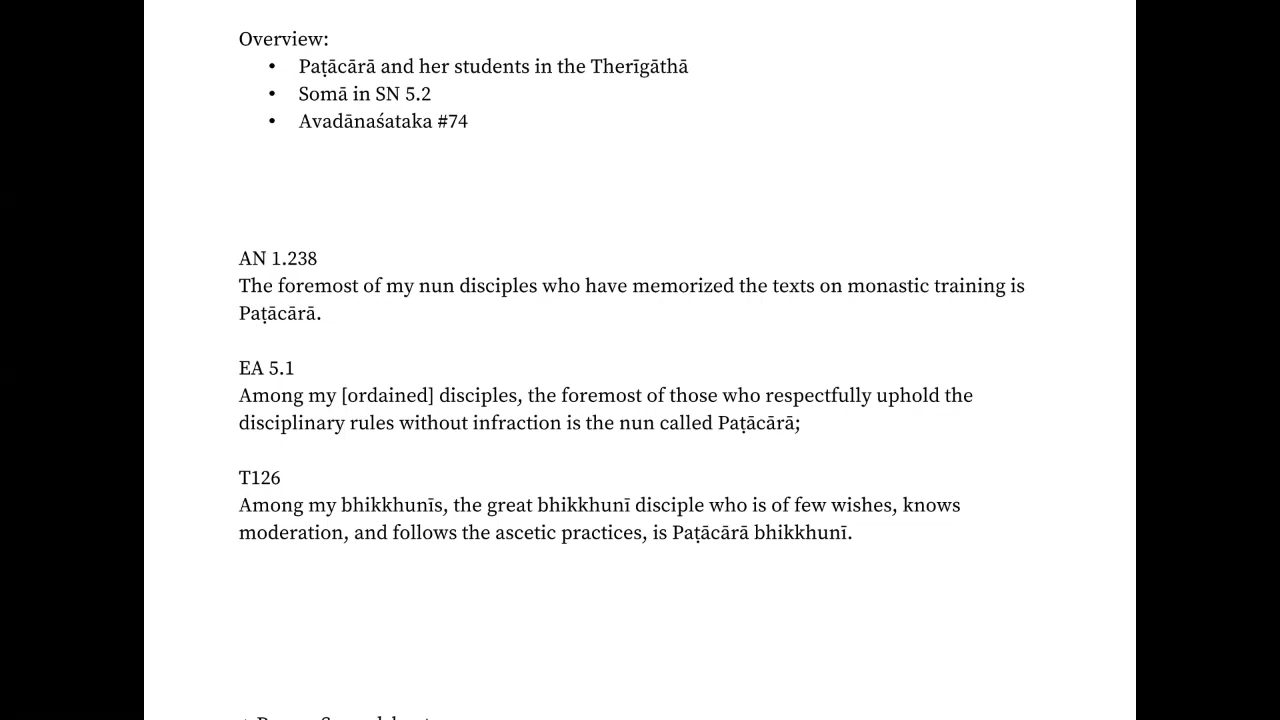 Overview:
• Paṭācārā and her students in the Therīgāthā
• Somā in SN 5.2
• Avadānaśataka #74
AN 1.238
The foremost of my nun disciples who have memorized the texts on monastic training is
Paṭācārā.
EA 5.1
Among my [ordained] disciples, the foremost of those who respectfully uphold the
disciplinary rules without infraction is the nun called Paṭācārā;
T126
Among my bhikkhunīs, the great bhikkhunī disciple who is of few wishes, knows
moderation, and follows the ascetic practices, is Paṭācārā bhikkhunī.